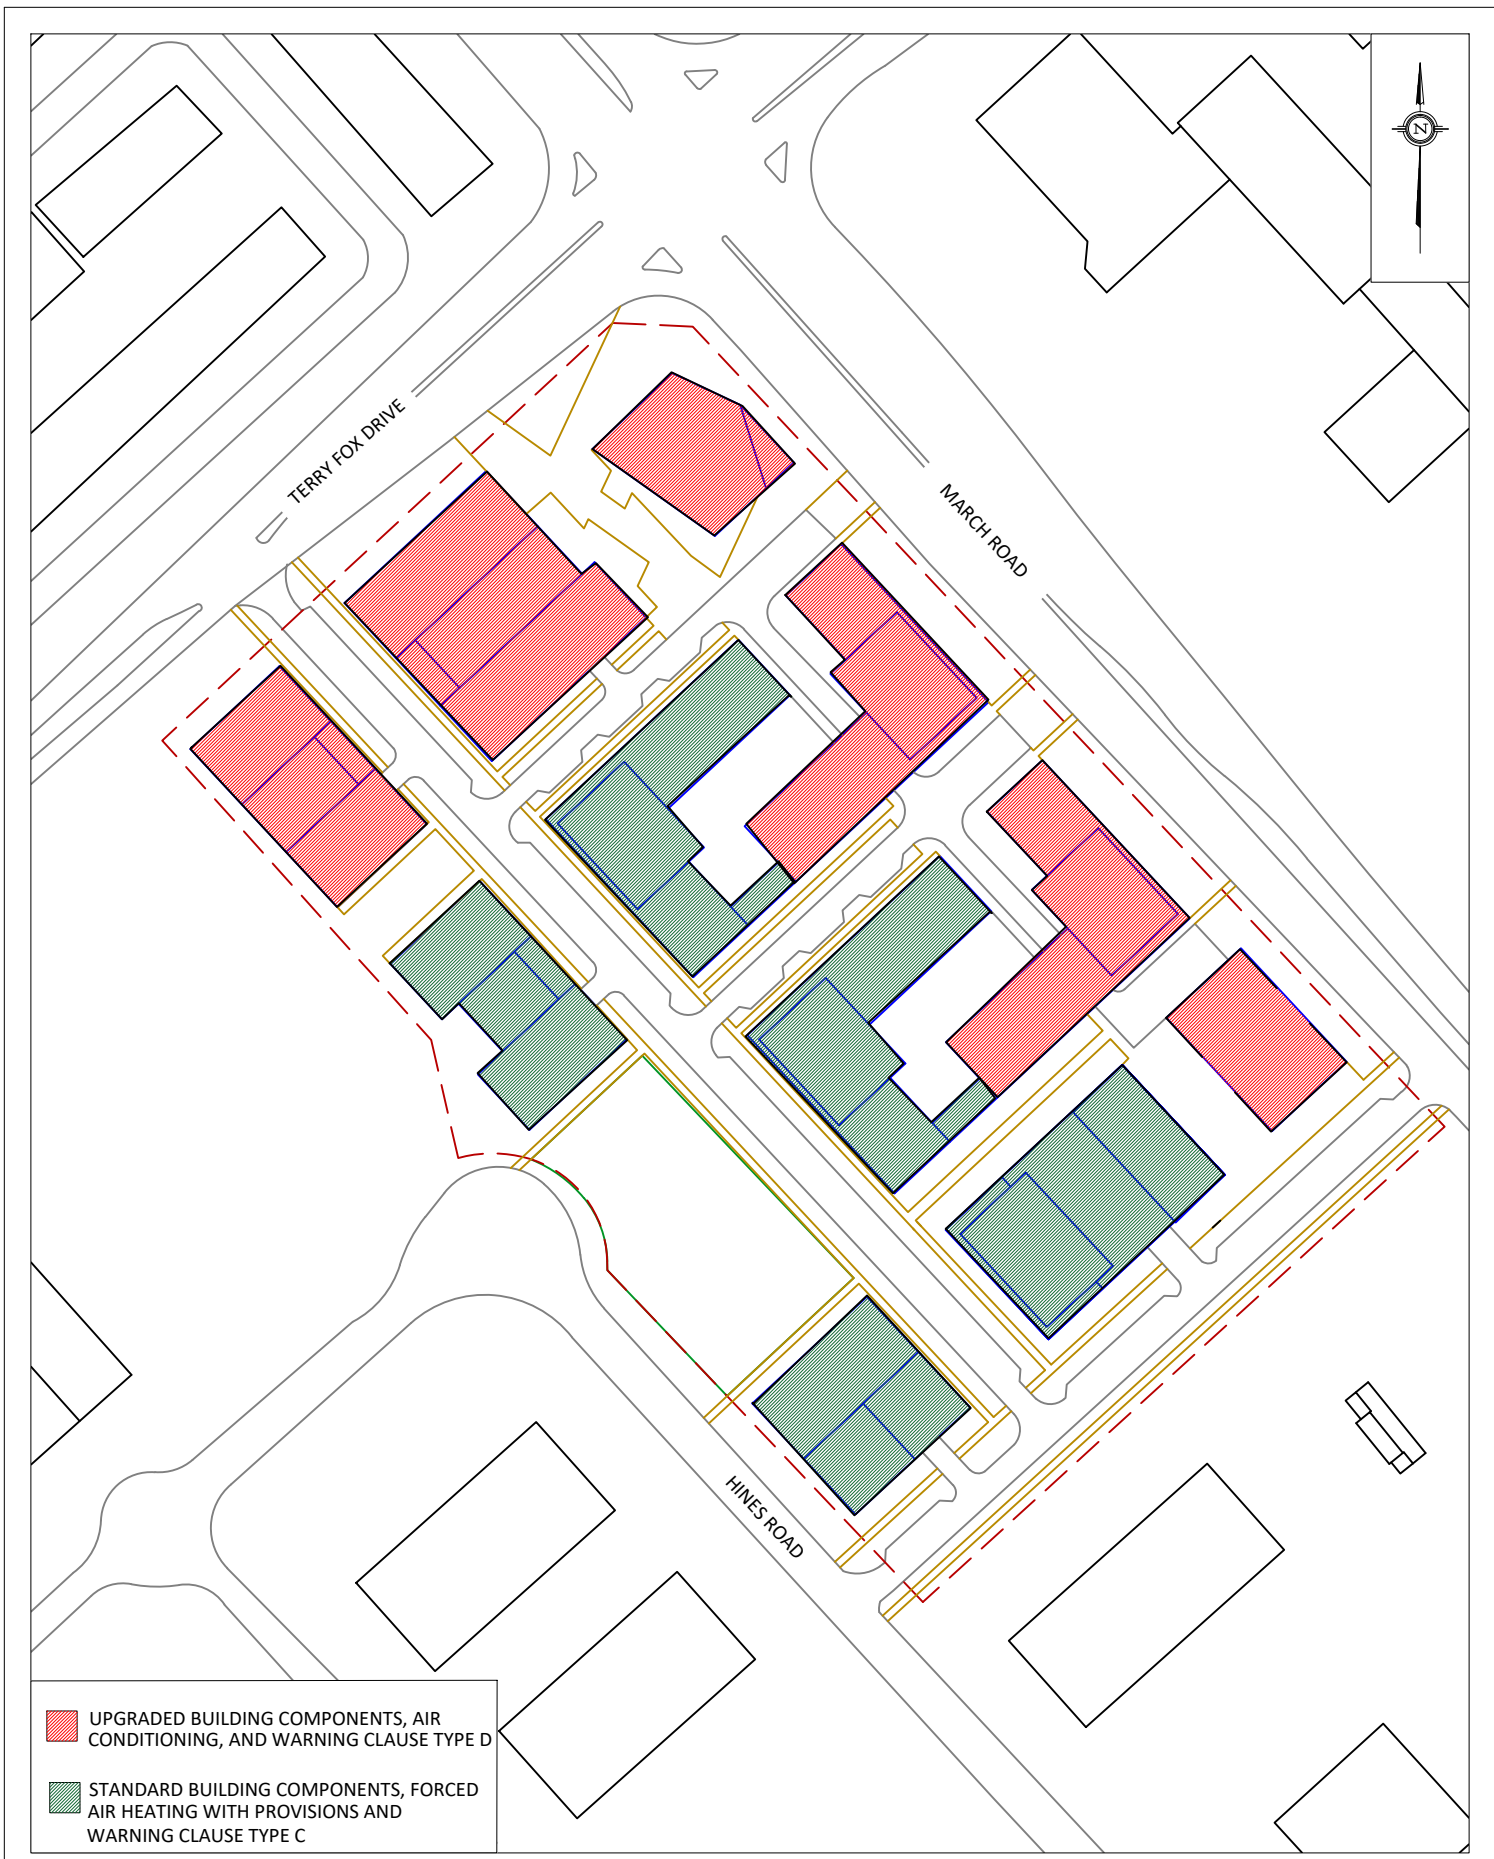 N
TERRY FOX DRIVE
MARCH ROAD
HINES ROAD
UPGRADED BUILDING COMPONENTS, AIR
CONDITIONING, AND WARNING CLAUSE TYPE D
STANDARD BUILDING COMPONENTS, FORCED
AIR HEATING WITH PROVISIONS AND
WARNING CLAUSE TYPE C